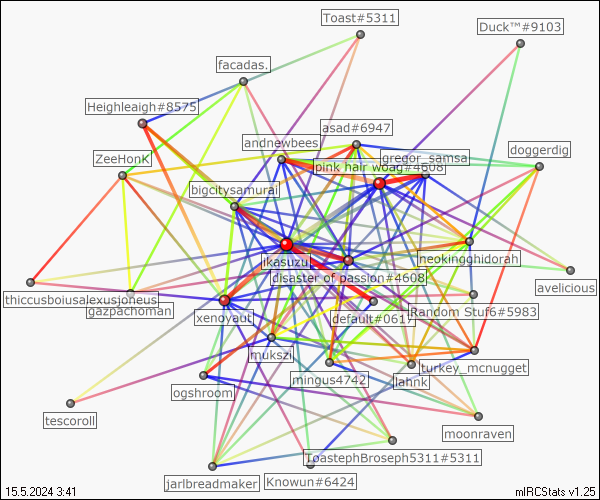 Toast#5311
Duck™#9103
facadas.
Heighleaigh#8575
asad#6947
andnewbees
gregor_samsa
doggerdig
ZeeHonK
pink hair woag#4608
bigcitysamurai
ikasuzu
neokingghidorah
disaster of passion#4608
avelicious
thiccusboiusalexusjoneus
gazpachoman
xenoyaut
default#0617
Random Stuf6#5983
mukszi
turkey_mcnugget
mingus4742
lahnk
ogshroom
tescoroll
moonraven
ToastephBroseph5311#5311
jarlbreadmaker
Knowun#6424
15.5.2024 3:41
mIRCStats v1.25